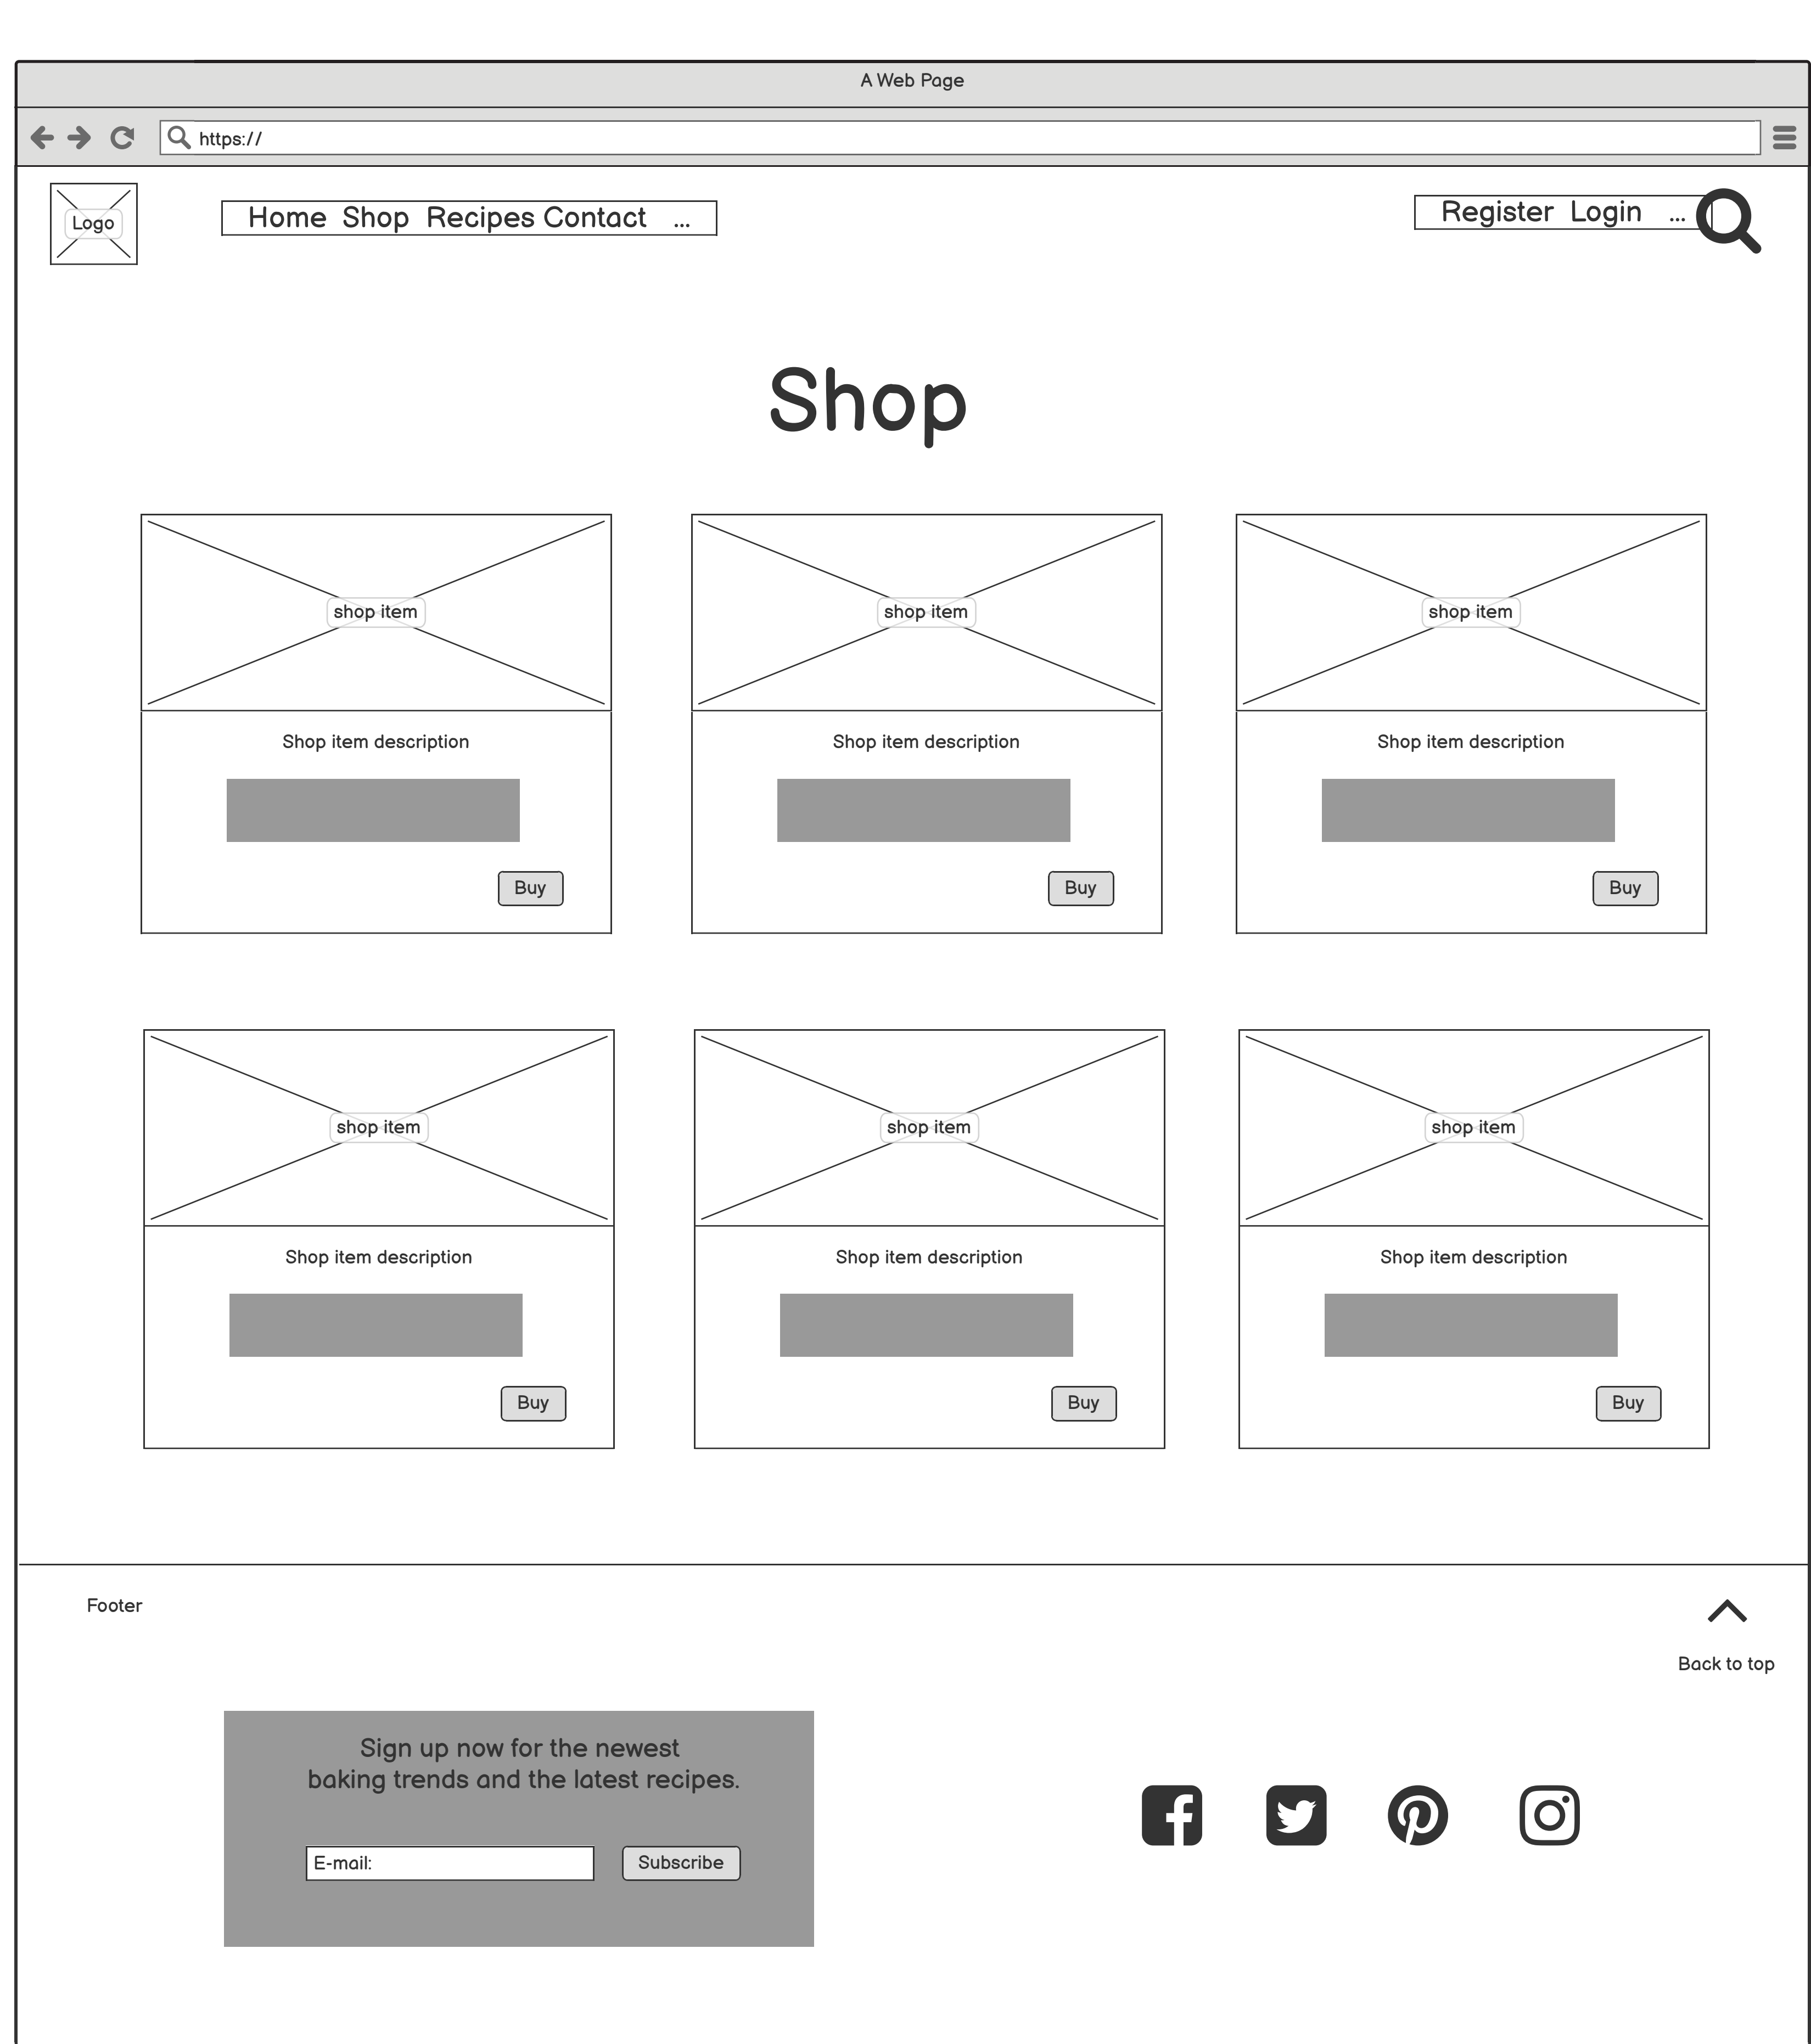 A Web Page
https://
Logo
Home Shop Recipes Contact ...
Register Login ...
Shop
shop item
shop item
shop item
Shop item description
Shop item description
Shop item description
Buy
Buy
Buy
shop item
shop item
shop item
Shop item description
Shop item description
Shop item description
Buy
Buy
Buy
Footer
Back to top
Sign up now for the newest
baking trends and the latest recipes.
E-mail:
Subscribe